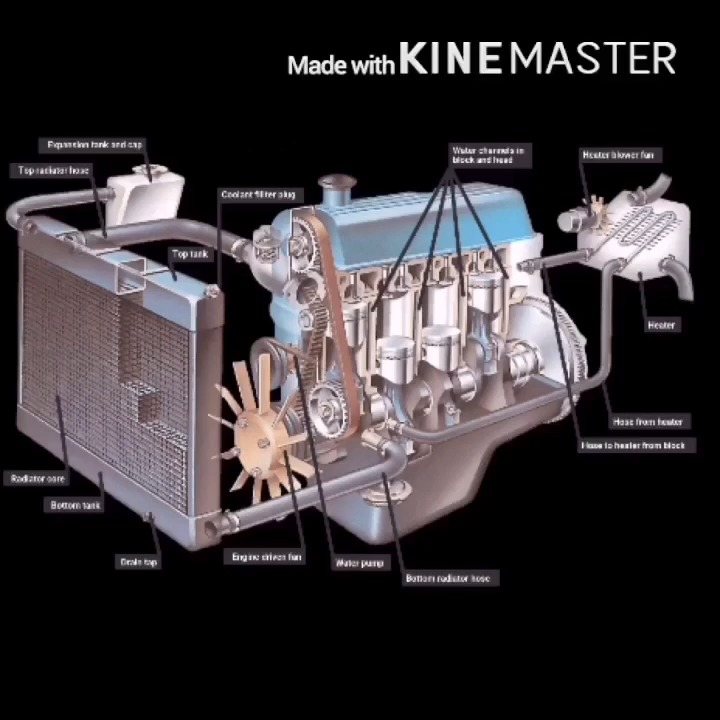 Made with KINEMASTER
Expansion tank and cap
Top radiator hose
Coolant filler plug
Water channels in
block and head
Heater blower fan
Top tank
Heater
Hose from heater
Hose to heater from block
Radiator core
Bottom tank
Drain tap
Engine driven fan
Water pump
Bottom radiator hose